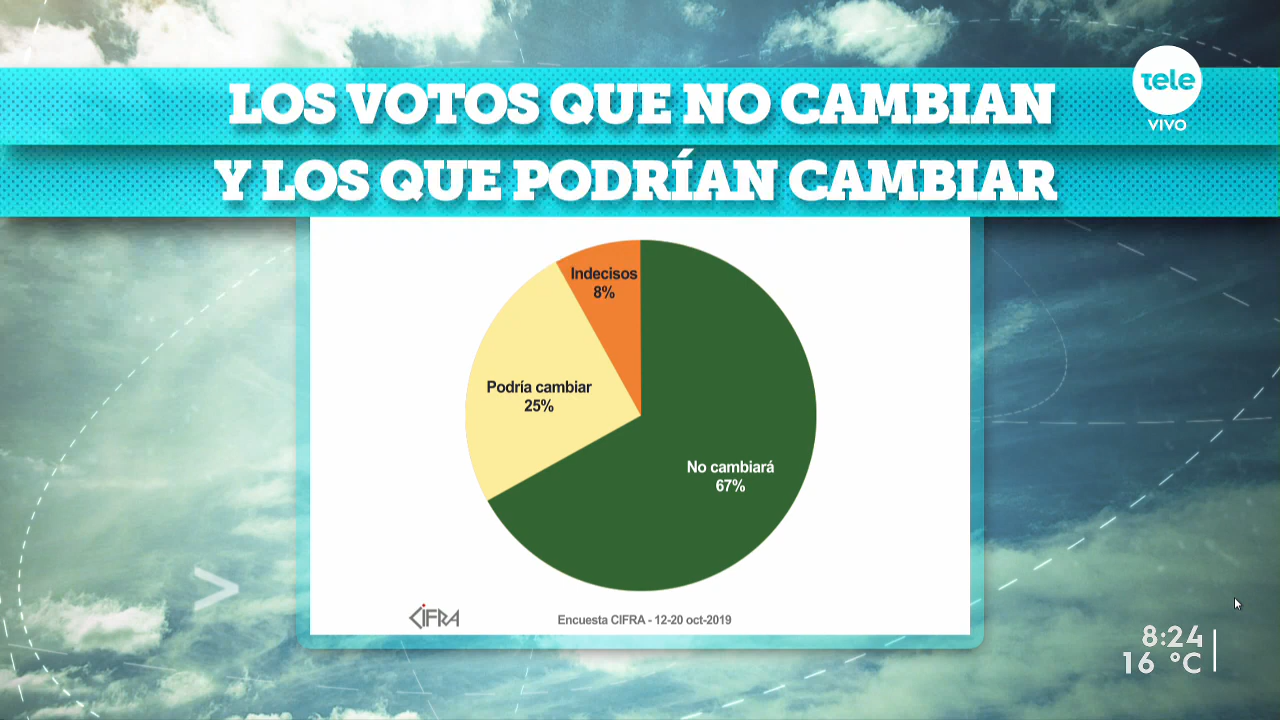 LOS VOTOS QUE NO CAMBIAN
Y LOS QUE PODRÍAN CAMBIAR
tele
VIVO
Indecisos
8%
Podría cambiar
25%
No cambiará
67%
CIFRA
Encuesta CIFRA - 12-20 oct-2019
8:24
16 °C